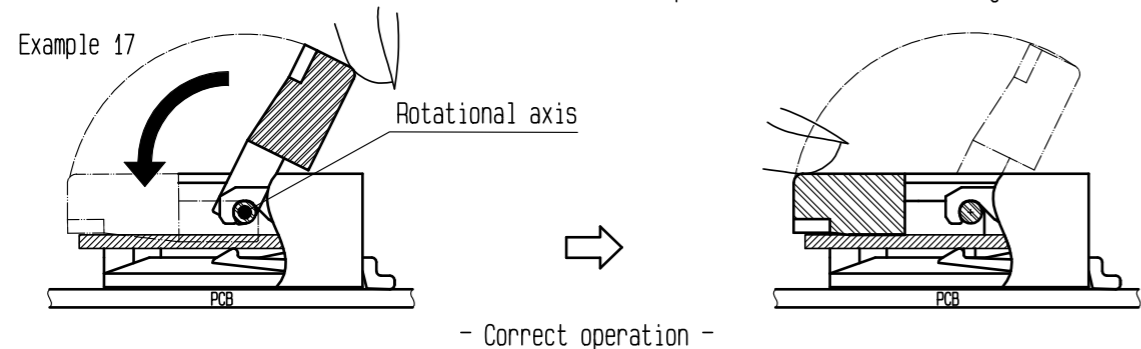 Example 17
Rotational axis
PCB
PCB
- Correct operation -